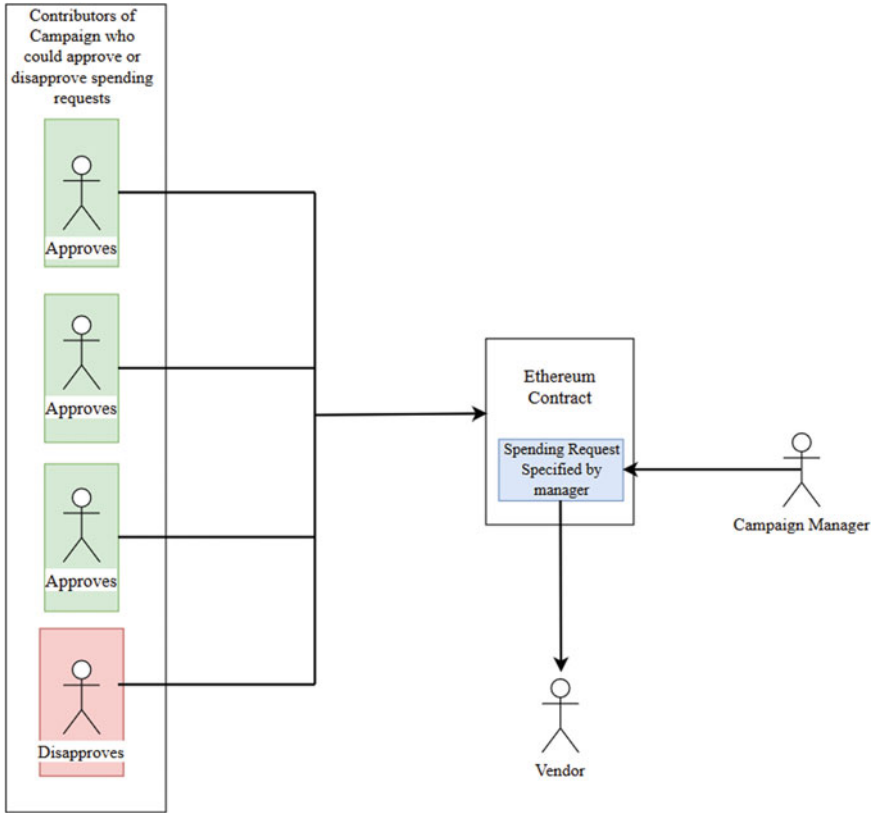 Contributors of
Campaign who
could approve or
disapprove spending
requests
Approves
Approves
Approves
Disapproves
Ethereum
Contract
Spending Request
Specified by
manager
Campaign Manager
Vendor